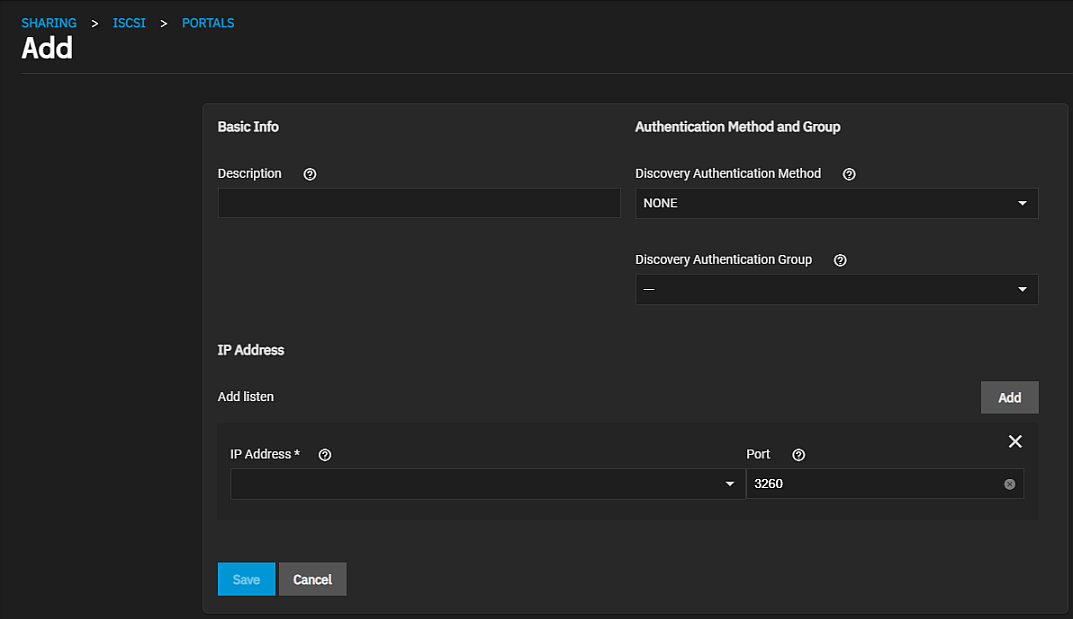 SHARING > ISCSI > PORTALS
Add
Basic Info
Authentication Method and Group
Description
Discovery Authentication Method
NONE
Discovery Authentication Group
—
IP Address
Add listen
Add
IP Address *
Port
3260
Save
Cancel